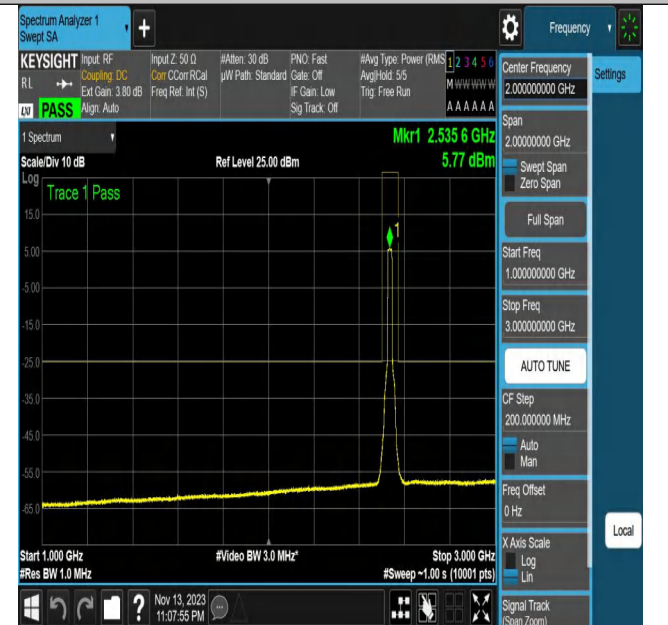 Spectrum Analyzer 1
Swept SA
+
Frequency
KEYSIGHT
RL
LXI
PASS
Input: RF
Coupling: DC
Ext Gain: 3.80 dB
Align: Auto
Input Z: 50 Ω
Corr CCorr RCal
Freq Ref: Int (S)
#Atten: 30 dB
µW Path: Standard
PNO: Fast
Gate: Off
IF Gain: Low
Sig Track: Off
#Avg Type: Power (RMS
Avg|Hold: 5/5
Trig: Free Run
1 2 3 4 5 6
M W W W W W
A A A A A A
1 Spectrum
Scale/Div 10 dB
Ref Level 25.00 dBm
Mkr1 2.535 6 GHz
5.77 dBm
Log
Trace 1 Pass
1
15.0
5.00
-5.00
-15.0
-25.0
-35.0
-45.0
-55.0
-65.0
Start 1.000 GHz
#Res BW 1.0 MHz
#Video BW 3.0 MHz*
Stop 3.000 GHz
#Sweep ~1.00 s (10001 pts)
?
Nov 13, 2023
11:07:55 PM
Center Frequency
2.000000000 GHz
Settings
Span
2.00000000 GHz
Swept Span
Zero Span
Full Span
Start Freq
1.000000000 GHz
Stop Freq
3.000000000 GHz
AUTO TUNE
CF Step
200.000000 MHz
Auto
Man
Freq Offset
0 Hz
X Axis Scale
Log
Lin
Local
Signal Track
(Span Zoom)